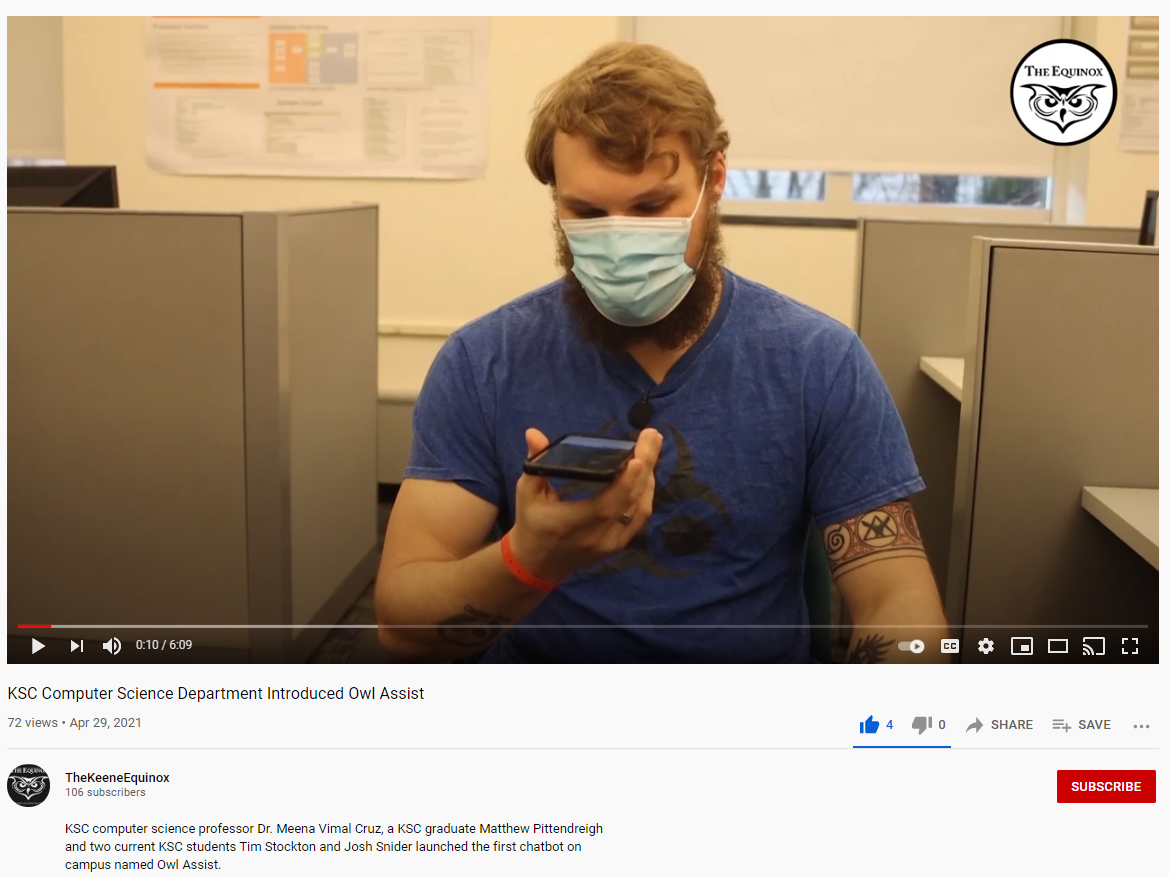 THE EQUINOX
0:10 / 6:09
CC
KSC Computer Science Department Introduced Owl Assist
72 views • Apr 29, 2021
4
0
SHARE
SAVE
THE EQUINOX
TheKeeneEquinox
106 subscribers
SUBSCRIBE
KSC computer science professor Dr. Meena Vimal Cruz, a KSC graduate Matthew Pittendreigh
and two current KSC students Tim Stockton and Josh Snider launched the first chatbot on
campus named Owl Assist.